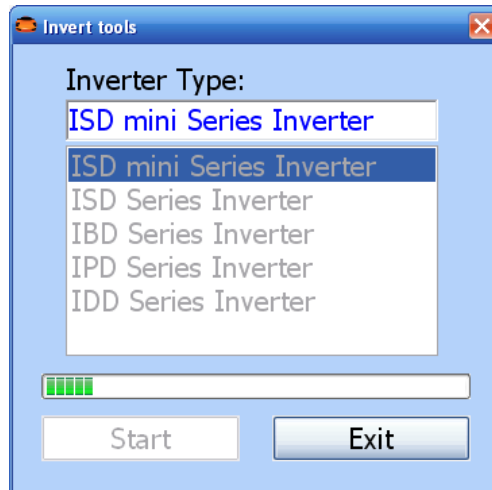 Invert tools
Inverter Type:
ISD mini Series Inverter
ISD mini Series Inverter
ISD Series Inverter
IBD Series Inverter
IPD Series Inverter
IDD Series Inverter
Start Exit